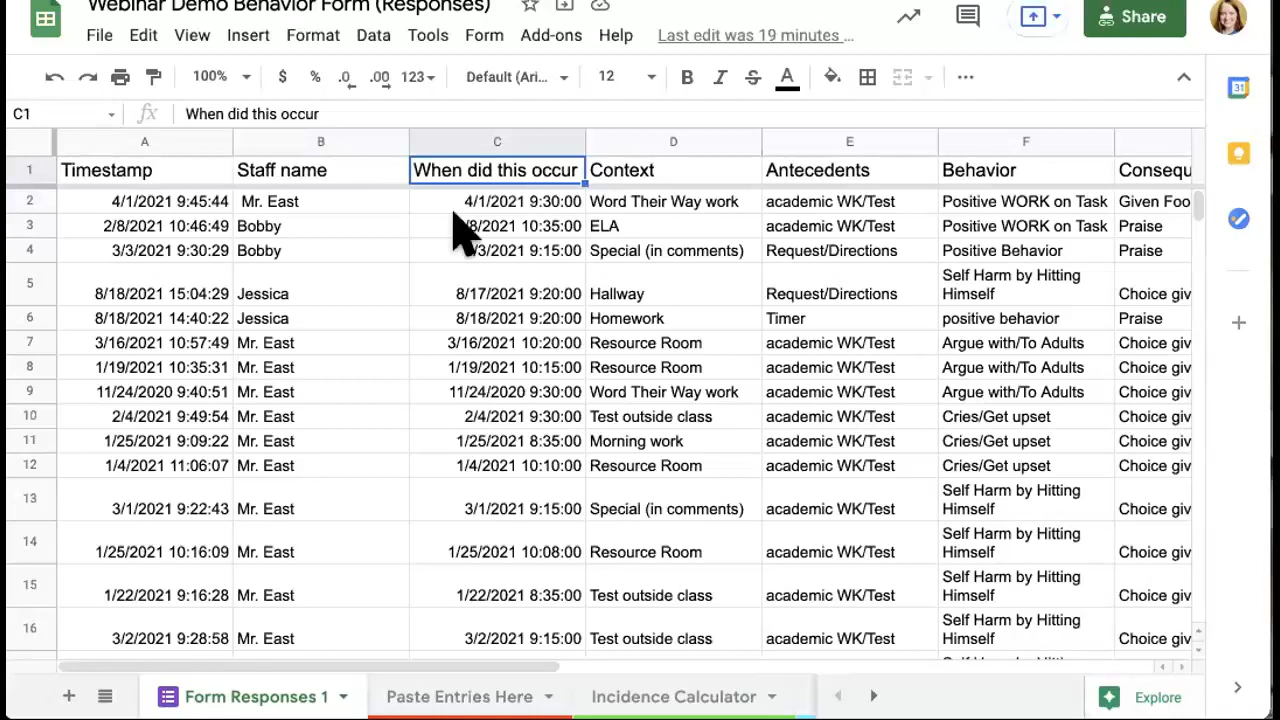 Webinar Demo Behavior Form (Responses)
File Edit View Insert Format Data Tools Form Add-ons Help Last edit was 19 minutes …
Share
100% $ % .0 .00 123 Default (Ari... 12 B I S A
C1 fx When did this occur
A B C D E F
1 Timestamp Staff name When did this occur Context Antecedents Behavior Consequ
2 4/1/2021 9:45:44 Mr. East 4/1/2021 9:30:00 Word Their Way work academic WK/Test Positive WORK on Task Given Foo
3 2/8/2021 10:46:49 Bobby /8/2021 10:35:00 ELA academic WK/Test Positive WORK on Task Praise
4 3/3/2021 9:30:29 Bobby /3/2021 9:15:00 Special (in comments) Request/Directions Positive Behavior Praise
5 8/18/2021 15:04:29 Jessica 8/17/2021 9:20:00 Hallway Request/Directions Self Harm by Hitting
Himself Choice giv
6 8/18/2021 14:40:22 Jessica 8/18/2021 9:20:00 Homework Timer positive behavior Praise
7 3/16/2021 10:57:49 Mr. East 3/16/2021 10:20:00 Resource Room academic WK/Test Argue with/To Adults Choice giv
8 1/19/2021 10:35:31 Mr. East 1/19/2021 10:15:00 Resource Room academic WK/Test Argue with/To Adults Choice giv
9 11/24/2020 9:40:51 Mr. East 11/24/2020 9:30:00 Word Their Way work academic WK/Test Argue with/To Adults Choice giv
10 2/4/2021 9:49:54 Mr. East 2/4/2021 9:30:00 Test outside class academic WK/Test Cries/Get upset Choice giv
11 1/25/2021 9:09:22 Mr. East 1/25/2021 8:35:00 Morning work academic WK/Test Cries/Get upset Choice giv
12 1/4/2021 11:06:07 Mr. East 1/4/2021 10:10:00 Resource Room academic WK/Test Cries/Get upset Choice giv
13 3/1/2021 9:22:43 Mr. East 3/1/2021 9:15:00 Special (in comments) academic WK/Test Self Harm by Hitting
Himself Choice giv
14 1/25/2021 10:16:09 Mr. East 1/25/2021 10:08:00 Resource Room academic WK/Test Self Harm by Hitting
Himself Choice giv
15 1/22/2021 9:16:28 Mr. East 1/22/2021 8:35:00 Test outside class academic WK/Test Self Harm by Hitting
Himself Choice giv
16 3/2/2021 9:28:58 Mr. East 3/2/2021 9:15:00 Test outside class academic WK/Test Self Harm by Hitting
Himself Choice giv
Form Responses 1 Paste Entries Here Incidence Calculator Explore
31